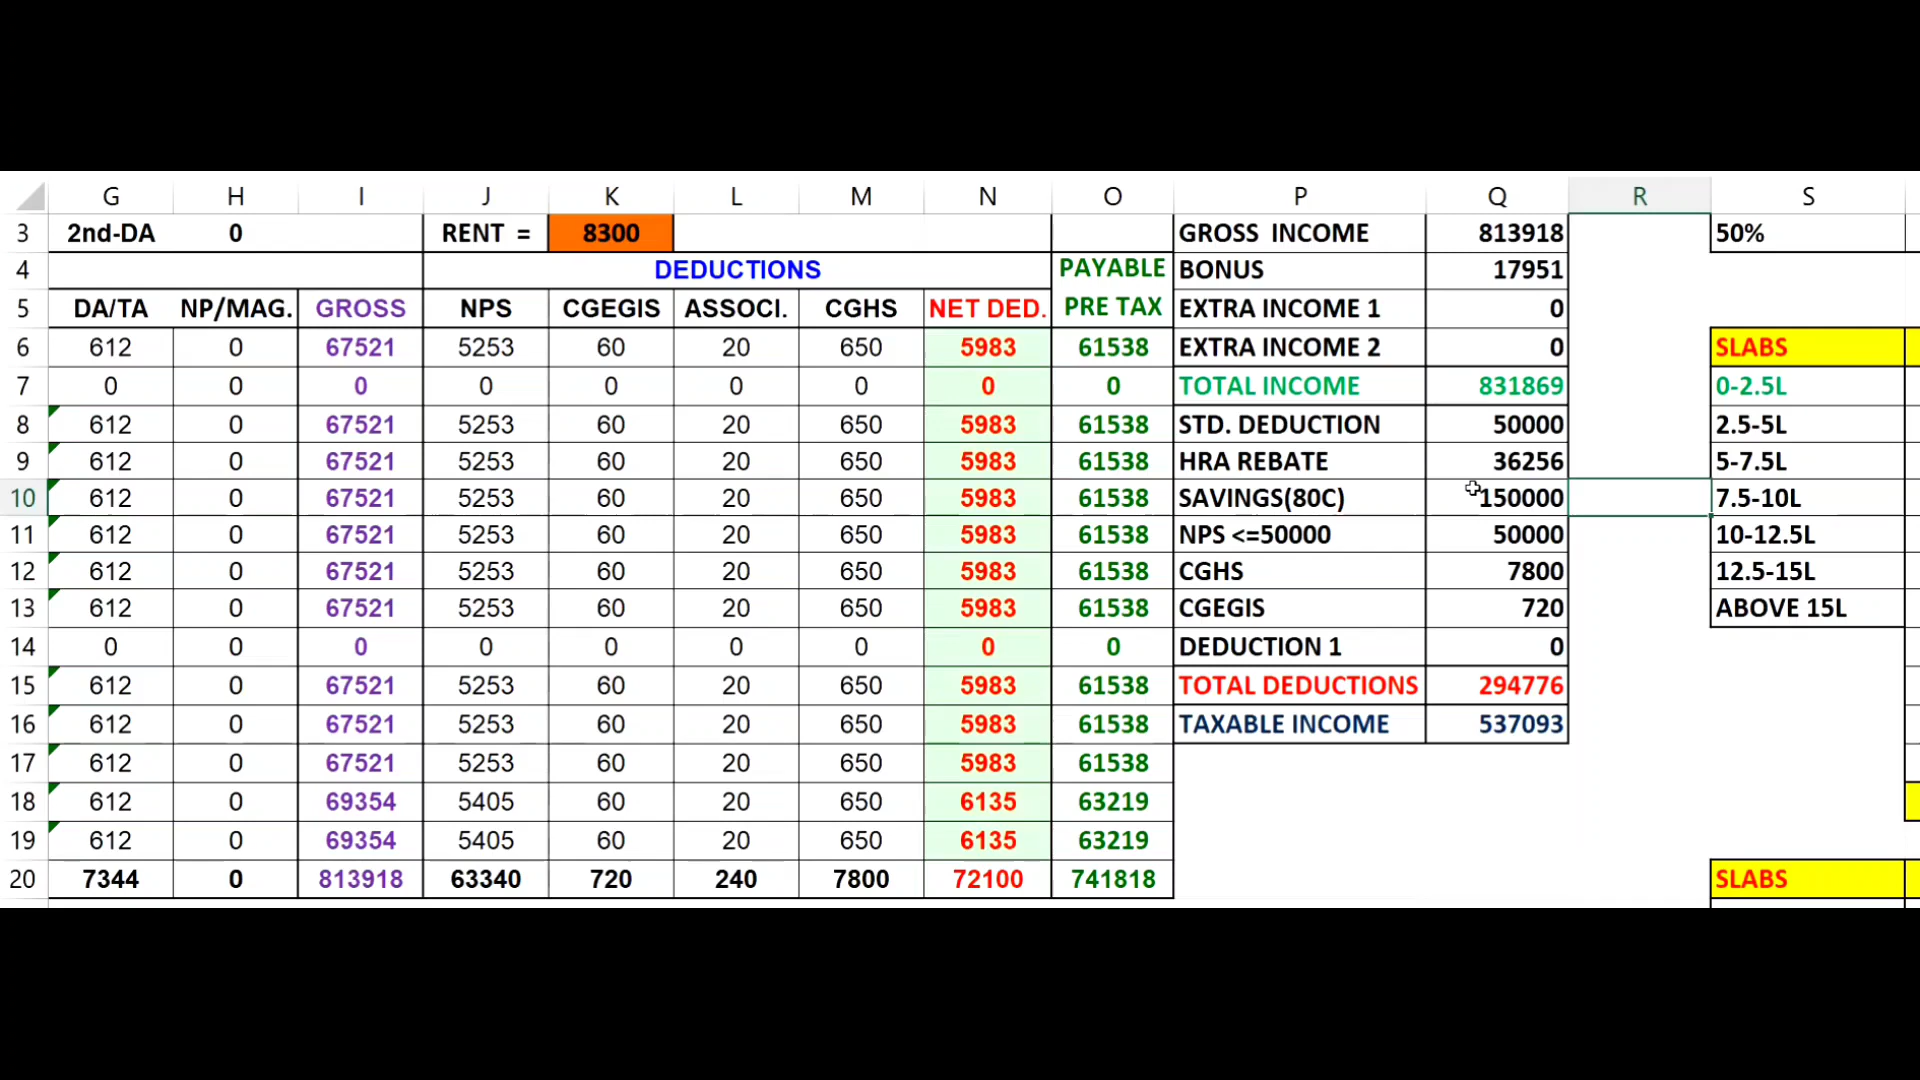 G H I J K L M N O P Q R S
3 2nd-DA 0 RENT = 8300 GROSS INCOME 813918 50%
4 DEDUCTIONS PAYABLE BONUS 17951
5 DA/TA NP/MAG. GROSS NPS CGEGIS ASSOCI. CGHS NET DED. PRE TAX EXTRA INCOME 1 0
6 612 0 67521 5253 60 20 650 5983 61538 EXTRA INCOME 2 0 SLABS
7 0 0 0 0 0 0 0 0 0 TOTAL INCOME 831869 0-2.5L
8 612 0 67521 5253 60 20 650 5983 61538 STD. DEDUCTION 50000 2.5-5L
9 612 0 67521 5253 60 20 650 5983 61538 HRA REBATE 36256 5-7.5L
10 612 0 67521 5253 60 20 650 5983 61538 SAVINGS(80C) 150000 7.5-10L
11 612 0 67521 5253 60 20 650 5983 61538 NPS <=50000 50000 10-12.5L
12 612 0 67521 5253 60 20 650 5983 61538 CGHS 7800 12.5-15L
13 612 0 67521 5253 60 20 650 5983 61538 CGEGIS 720 ABOVE 15L
14 0 0 0 0 0 0 0 0 0 DEDUCTION 1 0
15 612 0 67521 5253 60 20 650 5983 61538 TOTAL DEDUCTIONS 294776
16 612 0 67521 5253 60 20 650 5983 61538 TAXABLE INCOME 537093
17 612 0 67521 5253 60 20 650 5983 61538
18 612 0 69354 5405 60 20 650 6135 63219
19 612 0 69354 5405 60 20 650 6135 63219
20 7344 0 813918 63340 720 240 7800 72100 741818 SLABS